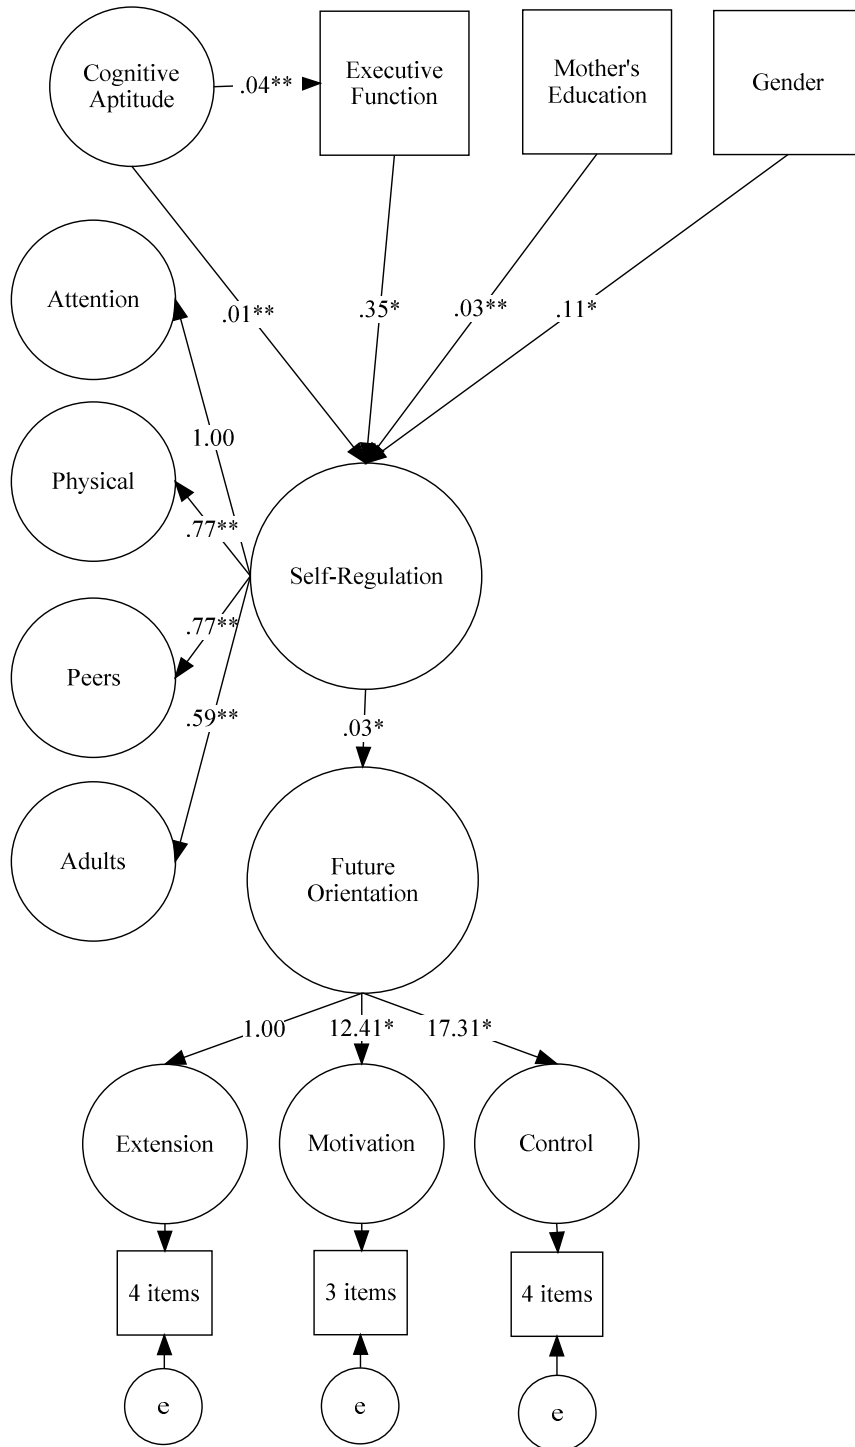 Cognitive
Aptitude
.04**
Executive
Function
Mother's
Education
Gender
Attention
.01**
.35*
.03**
.11*
1.00
Physical
.77**
Self-Regulation
.77**
Peers
.59**
.03*
Adults
Future
Orientation
1.00
12.41*
17.31*
Extension
Motivation
Control
4 items
3 items
4 items
e
e
e